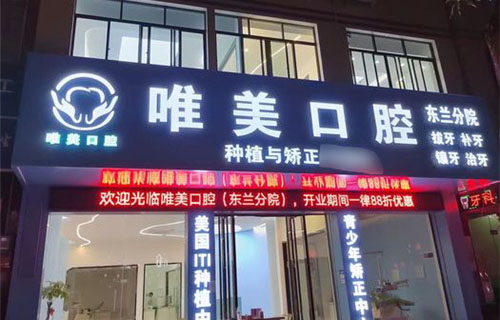 唯美口腔
唯美口腔
东兰分院
拔牙 补牙
镶牙 治牙
种植与矫正
欢迎光临唯美口腔（东兰分院），开业期间一律88折优惠
美国ITI种植中
青少年矫正中
牙科